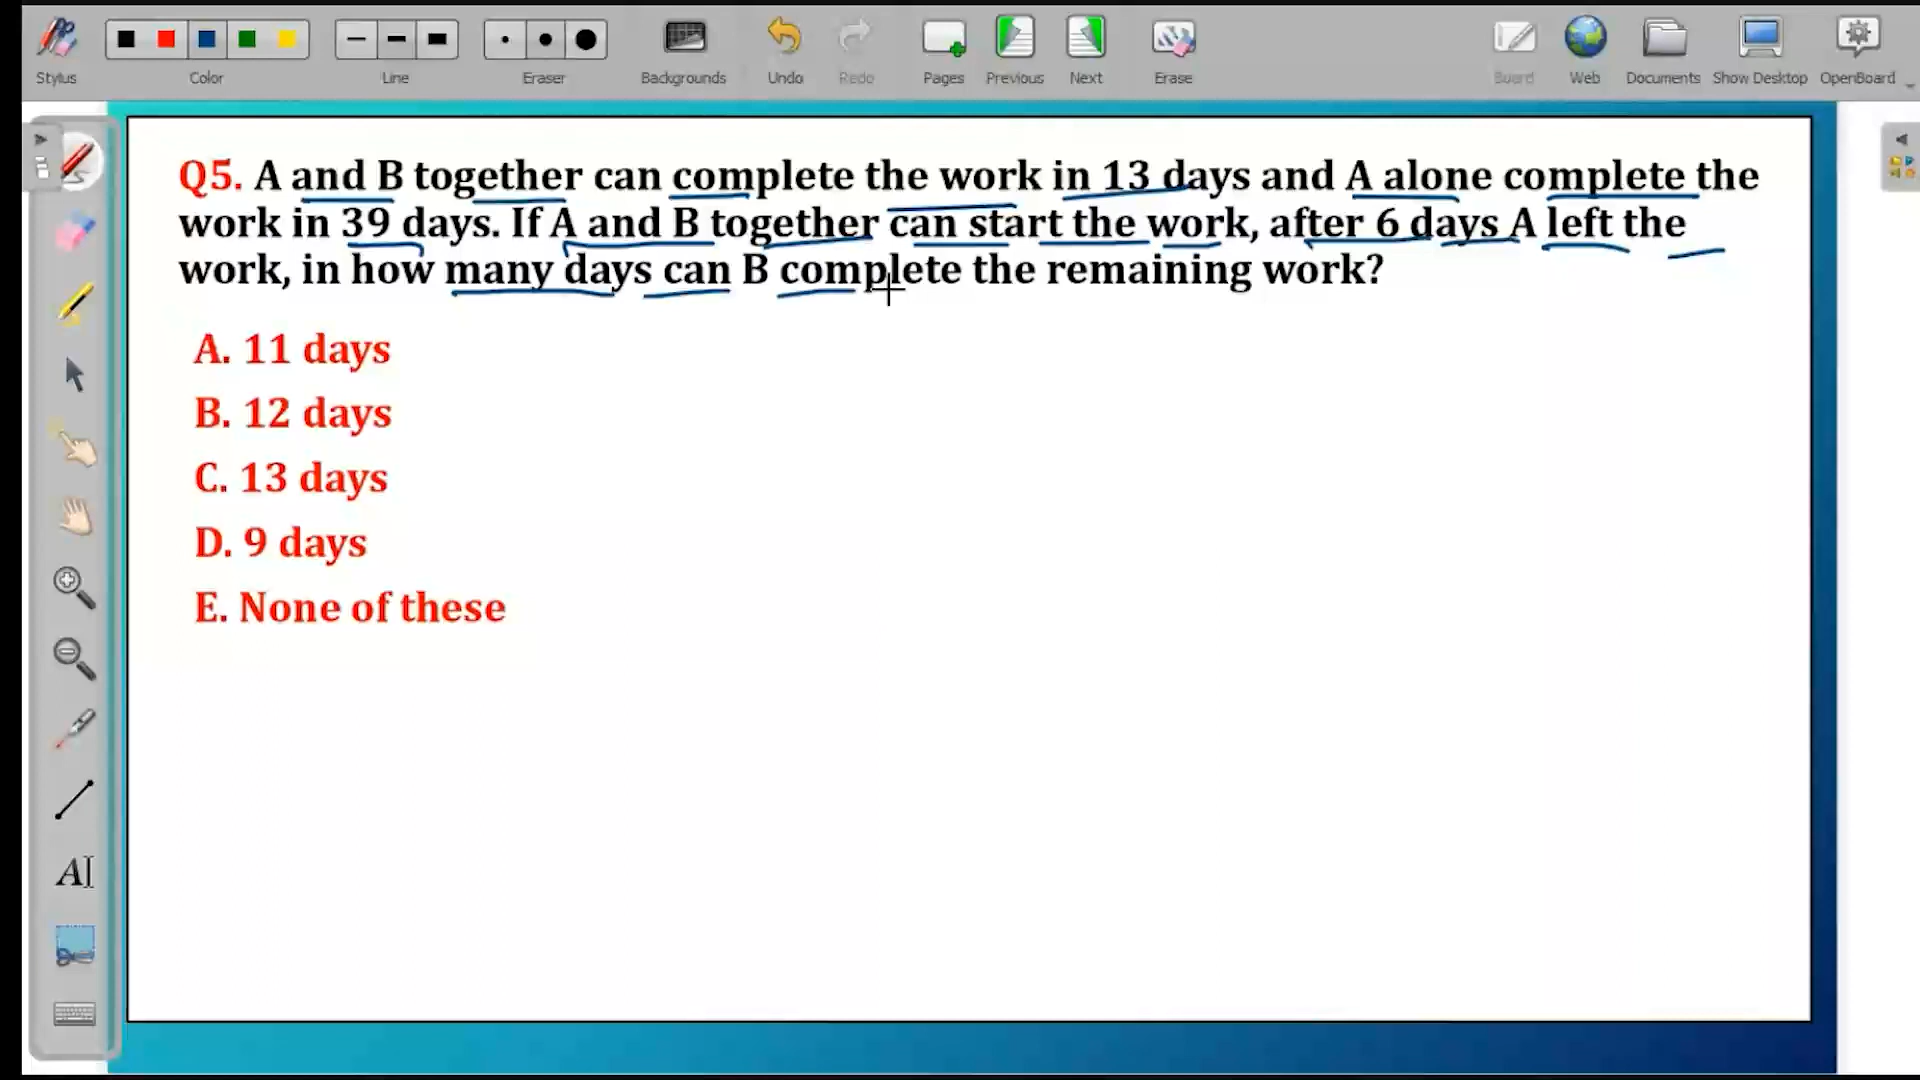 Stylus
Color
Line
Eraser
Backgrounds
Undo
Redo
Pages
Previous
Next
Erase
Board
Web
Documents
Show Desktop
OpenBoard
Q5. A and B together can complete the work in 13 days and A alone complete the
work in 39 days. If A and B together can start the work, after 6 days A left the
work, in how many days can B complete the remaining work?
A. 11 days
B. 12 days
C. 13 days
D. 9 days
E. None of these